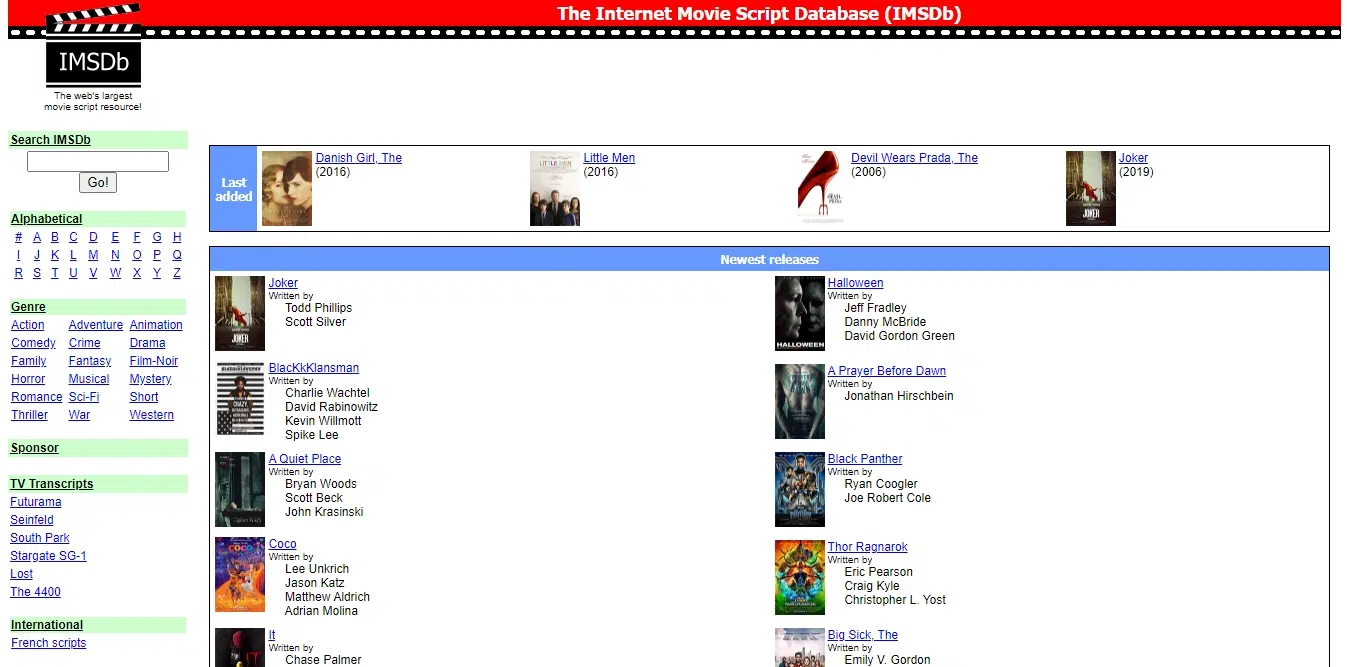 The Internet Movie Script Database (IMSDb)
IMSDb
The web's largest
movie script resource!
Search IMSDb
Go!
Alphabetical
# A B C D E F G H
I J K L M N O P Q
R S T U V W X Y Z
Genre
Action Adventure Animation
Comedy Crime Drama
Family Fantasy Film-Noir
Horror Musical Mystery
Romance Sci-Fi Short
Thriller War Western
Sponsor
TV Transcripts
Futurama
Seinfeld
South Park
Stargate SG-1
Lost
The 4400
International
French scripts
Last
added
Danish Girl, The
(2016)
LITTLE MEN
Little Men
(2016)
Devil Wears Prada, The
(2006)
JOKER
Joker
(2019)
Newest releases
JOKER
Joker
Written by
Todd Phillips
Scott Silver
HALLOWEEN
Halloween
Written by
Jeff Fradley
Danny McBride
David Gordon Green
BLACKkKLANSMAN
BlacKkKlansman
Written by
Charlie Wachtel
David Rabinowitz
Kevin Willmott
Spike Lee
A Prayer Before Dawn
Written by
Jonathan Hirschbein
A Quiet Place
Written by
Bryan Woods
Scott Beck
John Krasinski
Black Panther
Written by
Ryan Coogler
Joe Robert Cole
COCO
Coco
Written by
Lee Unkrich
Jason Katz
Matthew Aldrich
Adrian Molina
Thor Ragnarok
Written by
Eric Pearson
Craig Kyle
Christopher L. Yost
It
Written by
Chase Palmer
Big Sick, The
Written by
Emily V. Gordon